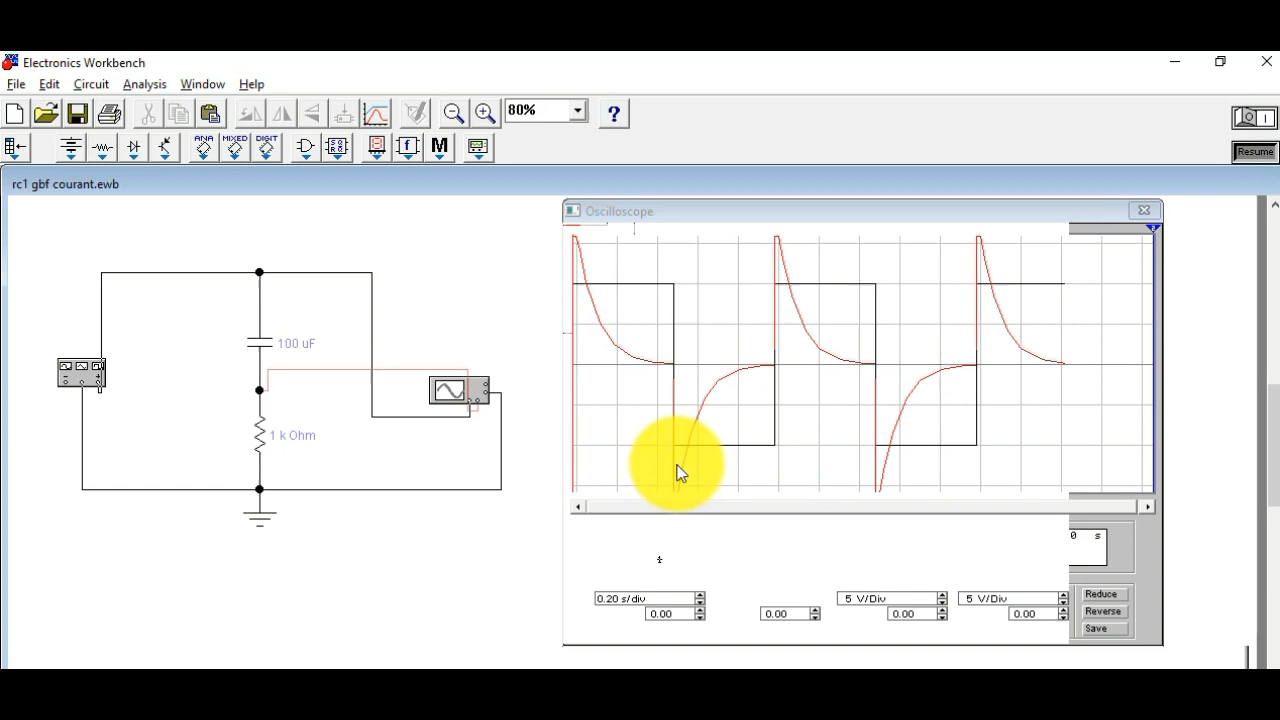 Electronics Workbench
File Edit Circuit Analysis Window Help
80% ?
ANA MIXED DIGIT
f M
Resume
rc1 gbf courant.ewb
Oscilloscope
100 uF
1 k Ohm
0 s
0.20 s/div 5 V/Div 5 V/Div Reduce
0.00 0.00 0.00 0.00 Reverse
Save